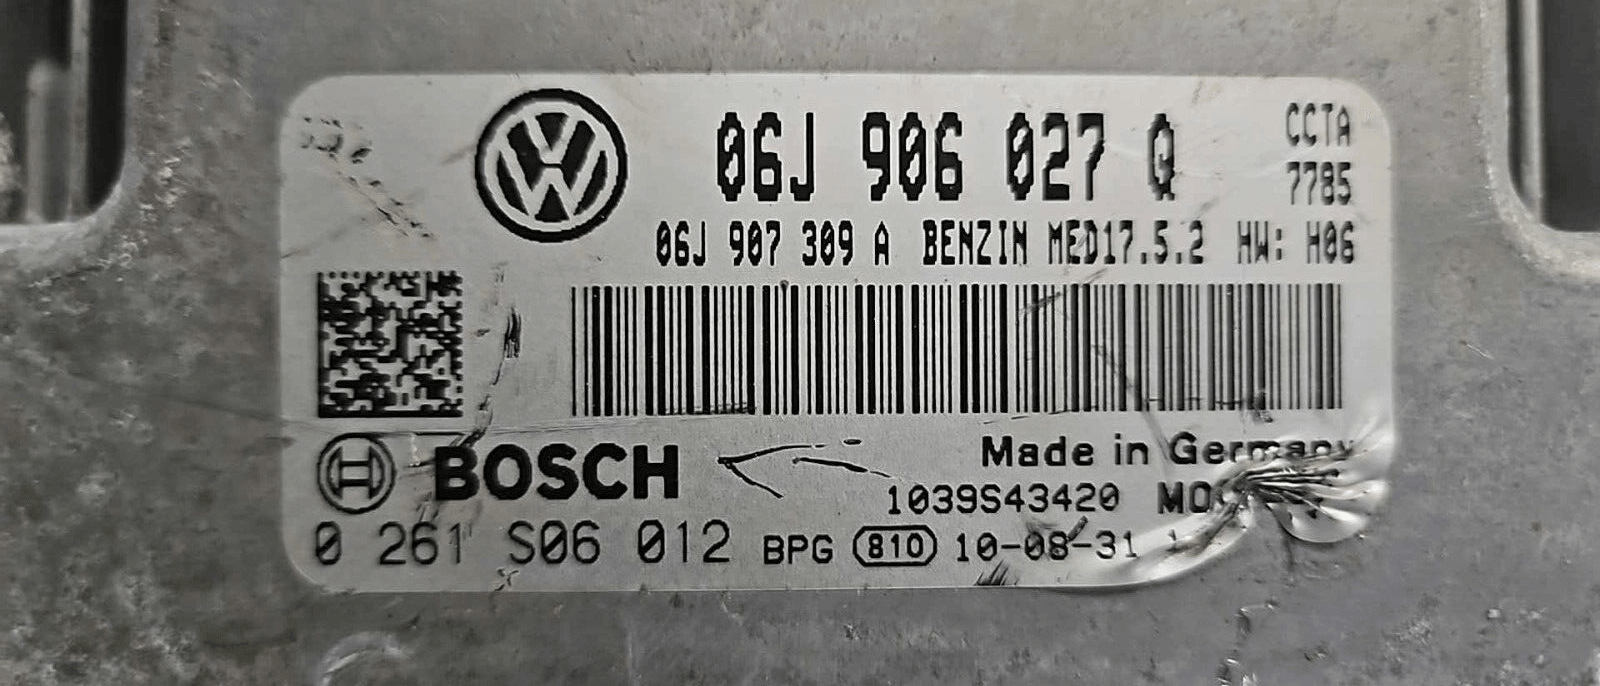 06J 906 027 Q
CCTA
7785
06J 907 309 A BENZIN MED17.5.2 HW: H06
BOSCH
Made in Germany
1039S43420
0 261 S06 012 BPG 810 10-08-31